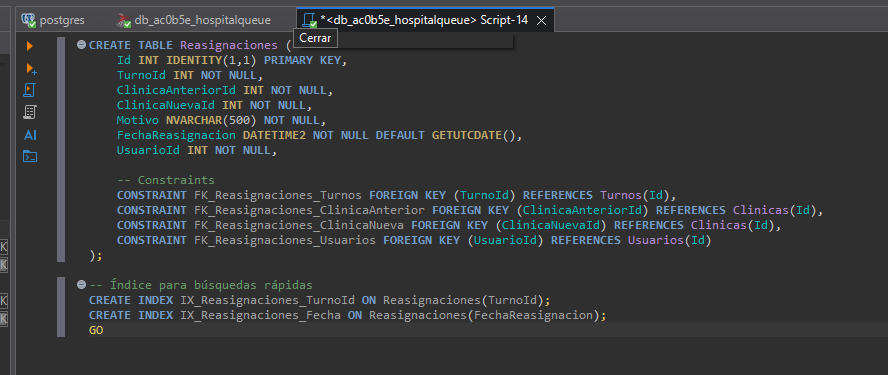 postgres
db_ac0b5e_hospitalqueue
*<db_ac0b5e_hospitalqueue> Script-14
Cerrar
CREATE TABLE Reasignaciones (
Id INT IDENTITY(1,1) PRIMARY KEY,
TurnoId INT NOT NULL,
ClinicaAnteriorId INT NOT NULL,
ClinicaNuevaId INT NOT NULL,
Motivo NVARCHAR(500) NOT NULL,
FechaReasignacion DATETIME2 NOT NULL DEFAULT GETUTCDATE(),
UsuarioId INT NOT NULL,
-- Constraints
CONSTRAINT FK_Reasignaciones_Turnos FOREIGN KEY (TurnoId) REFERENCES Turnos(Id),
CONSTRAINT FK_Reasignaciones_ClinicaAnterior FOREIGN KEY (ClinicaAnteriorId) REFERENCES Clinicas(Id),
CONSTRAINT FK_Reasignaciones_ClinicaNueva FOREIGN KEY (ClinicaNuevaId) REFERENCES Clinicas(Id),
CONSTRAINT FK_Reasignaciones_Usuarios FOREIGN KEY (UsuarioId) REFERENCES Usuarios(Id)
);
-- Índice para búsquedas rápidas
CREATE INDEX IX_Reasignaciones_TurnoId ON Reasignaciones(TurnoId);
CREATE INDEX IX_Reasignaciones_Fecha ON Reasignaciones(FechaReasignacion);
GO
AI
K
K
K
K